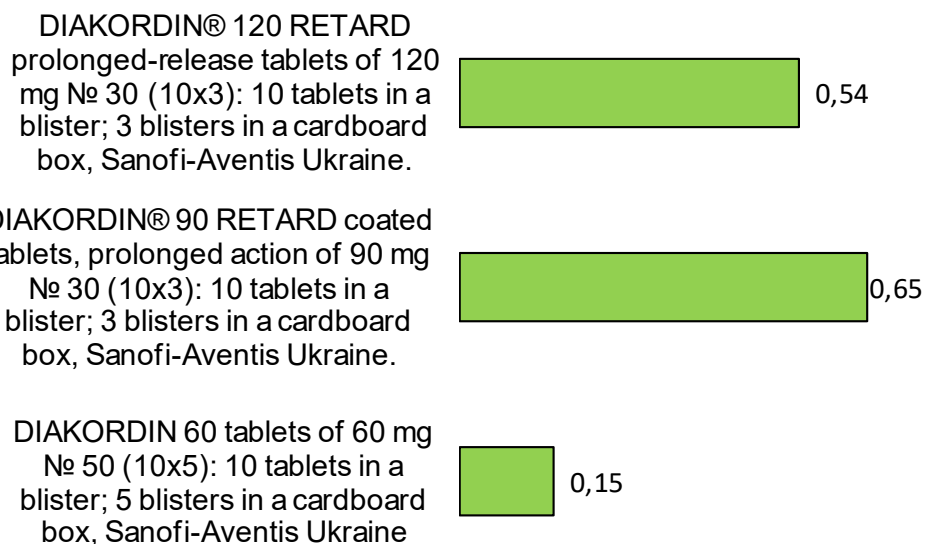 DIAKORDIN® 120 RETARD
prolonged-release tablets of 120
mg № 30 (10x3): 10 tablets in a
blister; 3 blisters in a cardboard
box, Sanofi-Aventis Ukraine.
0,54
DIAKORDIN® 90 RETARD coated
tablets, prolonged action of 90 mg
№ 30 (10x3): 10 tablets in a
blister; 3 blisters in a cardboard
box, Sanofi-Aventis Ukraine.
0,65
DIAKORDIN 60 tablets of 60 mg
№ 50 (10x5): 10 tablets in a
blister; 5 blisters in a cardboard
box, Sanofi-Aventis Ukraine
0,15